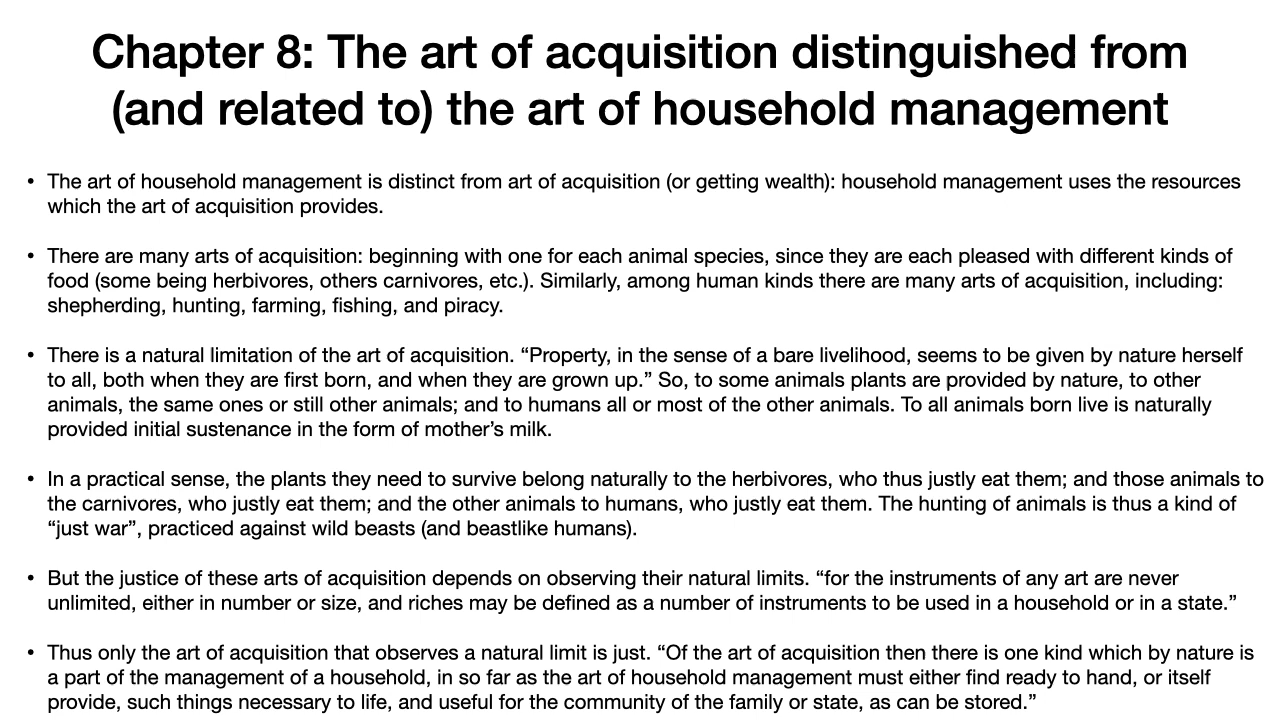 Chapter 8: The art of acquisition distinguished from
(and related to) the art of household management
• The art of household management is distinct from art of acquisition (or getting wealth): household management uses the resources
which the art of acquisition provides.
• There are many arts of acquisition: beginning with one for each animal species, since they are each pleased with different kinds of
food (some being herbivores, others carnivores, etc.). Similarly, among human kinds there are many arts of acquisition, including:
shepherding, hunting, farming, fishing, and piracy.
• There is a natural limitation of the art of acquisition. “Property, in the sense of a bare livelihood, seems to be given by nature herself
to all, both when they are first born, and when they are grown up.” So, to some animals plants are provided by nature, to other
animals, the same ones or still other animals; and to humans all or most of the other animals. To all animals born live is naturally
provided initial sustenance in the form of mother’s milk.
• In a practical sense, the plants they need to survive belong naturally to the herbivores, who thus justly eat them; and those animals to
the carnivores, who justly eat them; and the other animals to humans, who justly eat them. The hunting of animals is thus a kind of
“just war”, practiced against wild beasts (and beastlike humans).
• But the justice of these arts of acquisition depends on observing their natural limits. “for the instruments of any art are never
unlimited, either in number or size, and riches may be defined as a number of instruments to be used in a household or in a state.”
• Thus only the art of acquisition that observes a natural limit is just. “Of the art of acquisition then there is one kind which by nature is
a part of the management of a household, in so far as the art of household management must either find ready to hand, or itself
provide, such things necessary to life, and useful for the community of the family or state, as can be stored.”